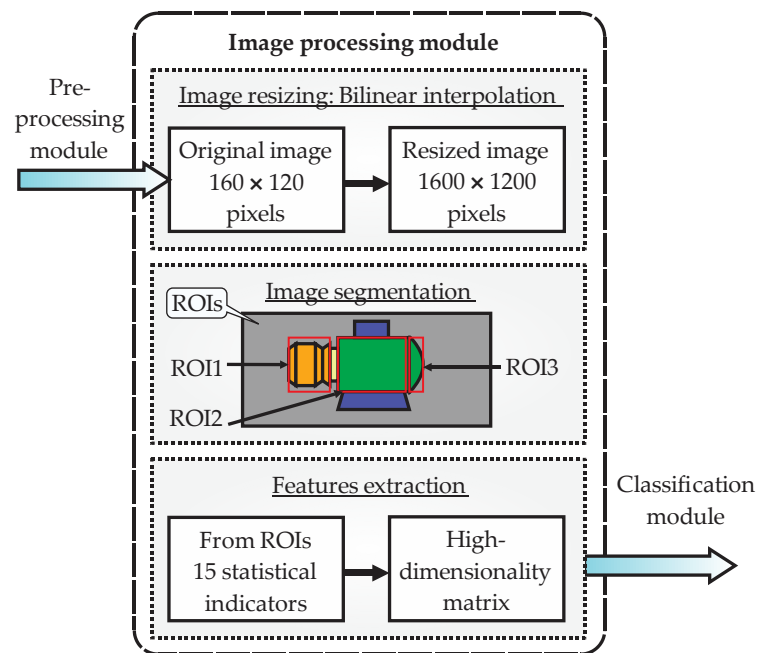 Image processing module
Pre-
processing
module
Image resizing: Bilinear interpolation
Original image
160 × 120
pixels
Resized image
1600 × 1200
pixels
Image segmentation
ROIs
ROI1
ROI2
ROI3
Features extraction
From ROIs
15 statistical
indicators
High-
dimensionality
matrix
Classification
module